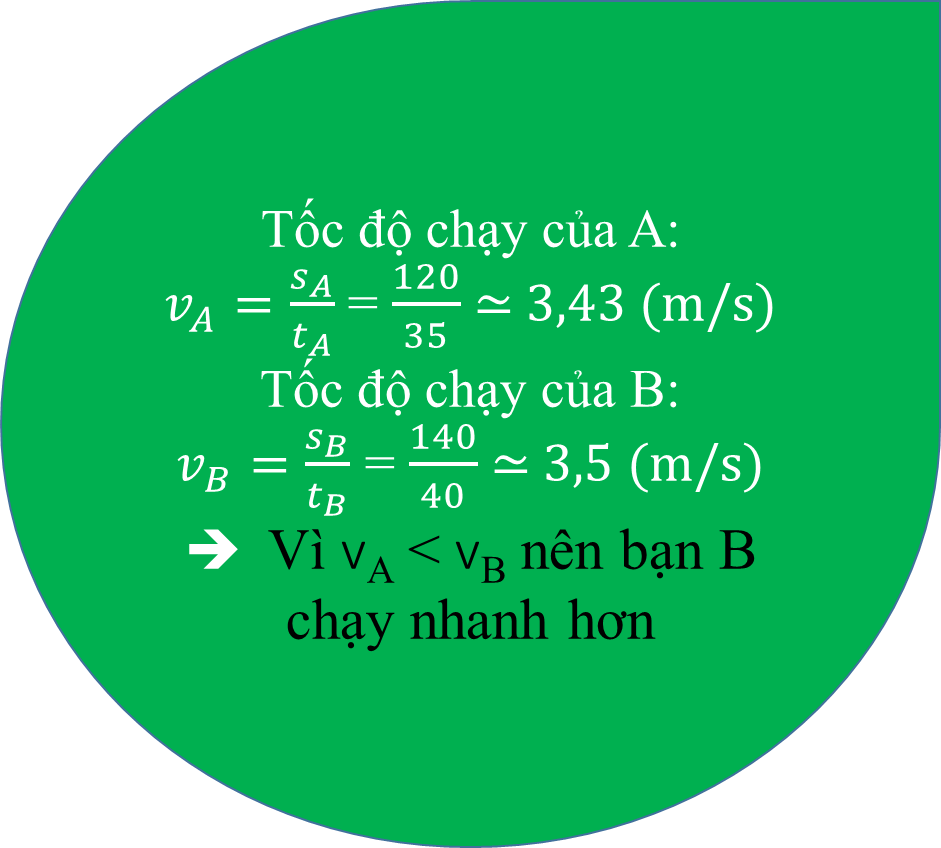 Tốc độ chạy của A:
v_A = s_A/t_A = 120/35 ≃ 3,43 (m/s)
Tốc độ chạy của B:
v_B = s_B/t_B = 140/40 ≃ 3,5 (m/s)
➔ Vì v_A < v_B nên bạn B
chạy nhanh hơn